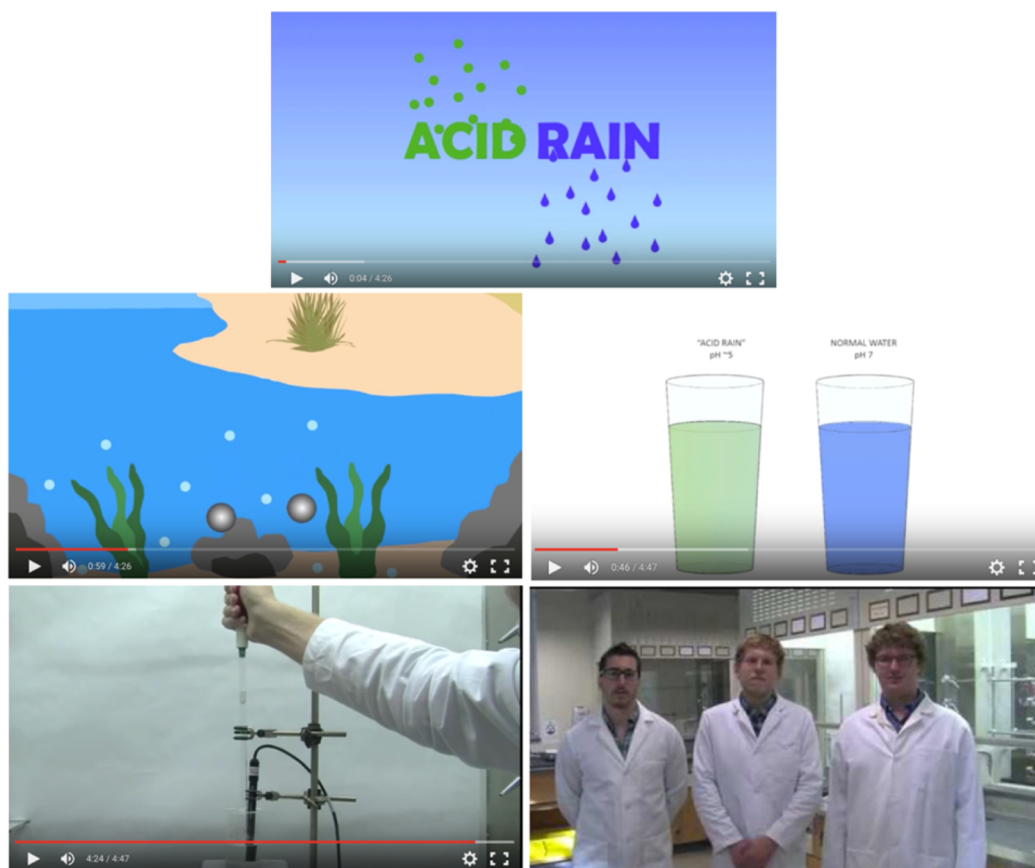 ACID RAIN
0:04 / 4:26
"ACID RAIN"
pH ~5
NORMAL WATER
pH 7
0:59 / 4:26
0:46 / 4:47
4:24 / 4:47